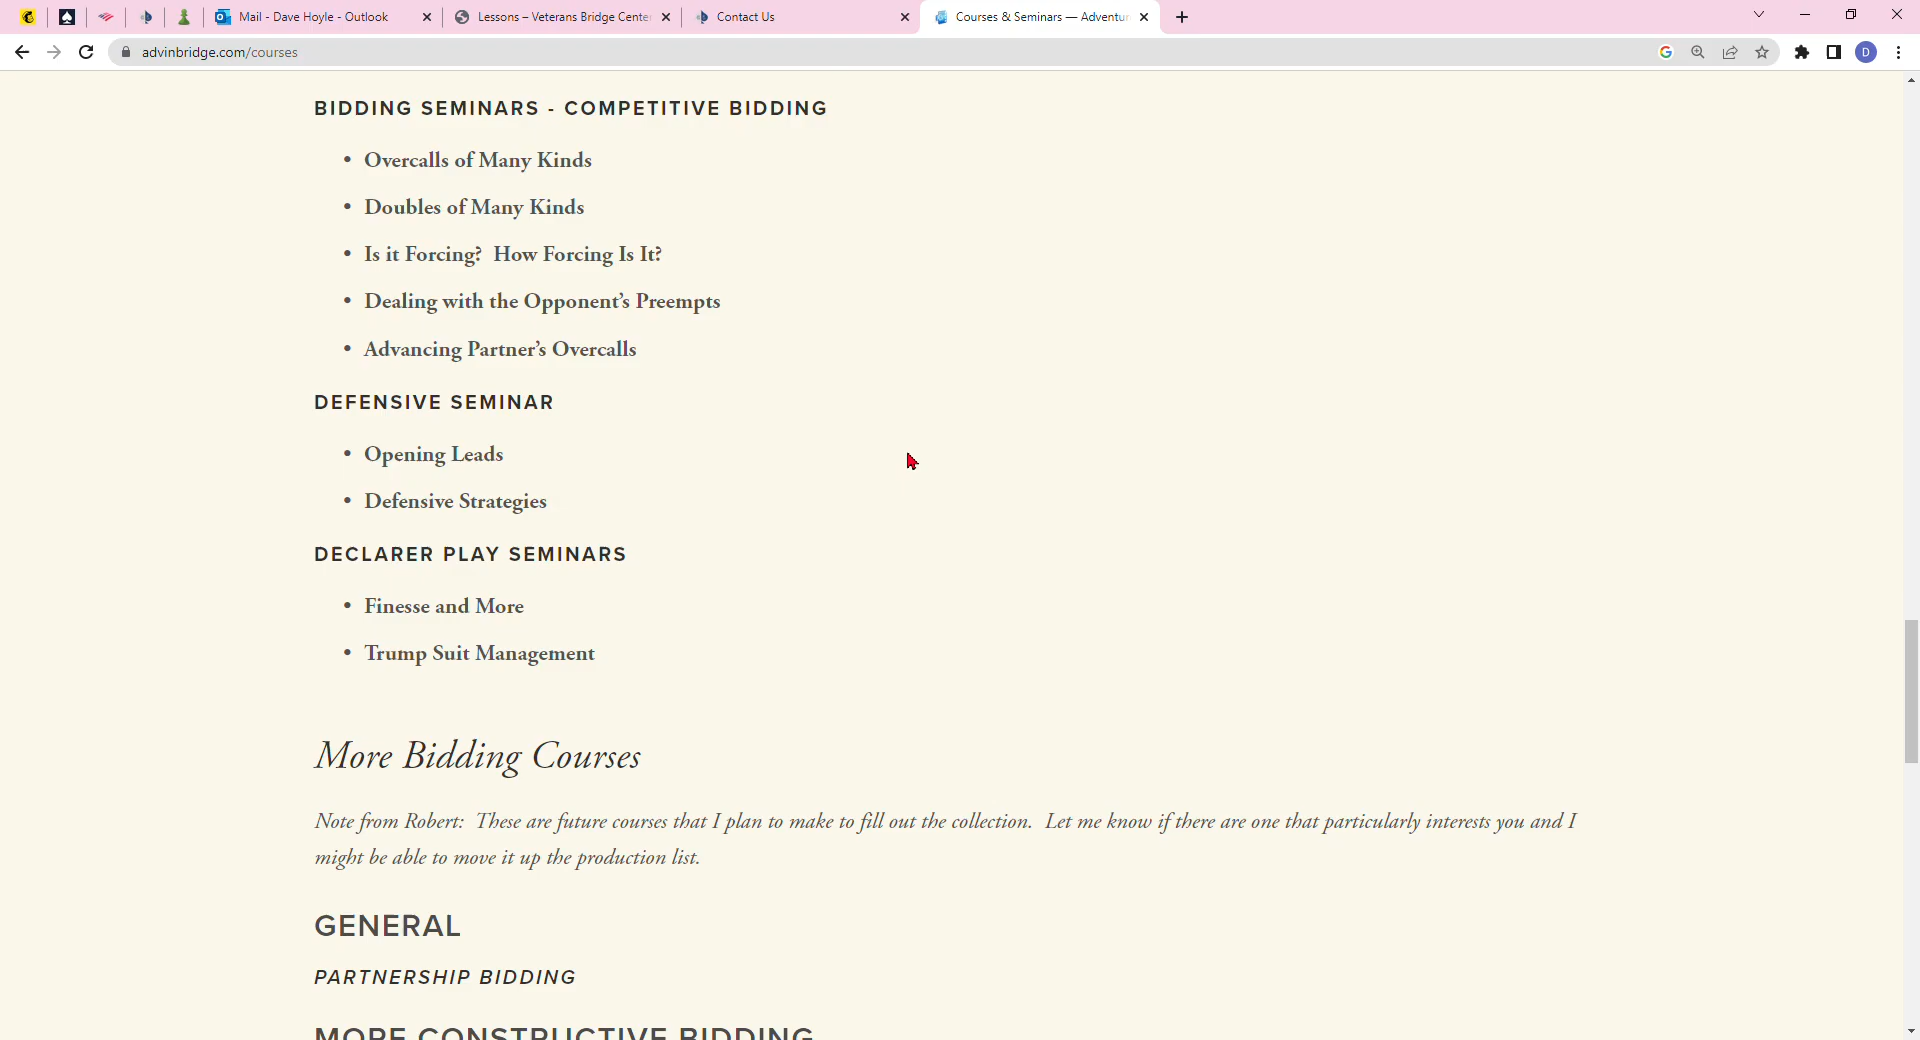 Mail - Dave Hoyle - Outlook
Lessons – Veterans Bridge Cente
Contact Us
Courses & Seminars — Adventu
advinbridge.com/courses
D
BIDDING SEMINARS - COMPETITIVE BIDDING
• Overcalls of Many Kinds
• Doubles of Many Kinds
• Is it Forcing?  How Forcing Is It?
• Dealing with the Opponent’s Preempts
• Advancing Partner’s Overcalls
DEFENSIVE SEMINAR
• Opening Leads
• Defensive Strategies
DECLARER PLAY SEMINARS
• Finesse and More
• Trump Suit Management
More Bidding Courses
Note from Robert:  These are future courses that I plan to make to fill out the collection.  Let me know if there are one that particularly interests you and I
might be able to move it up the production list.
GENERAL
PARTNERSHIP BIDDING
MORE CONSTRUCTIVE BIDDING